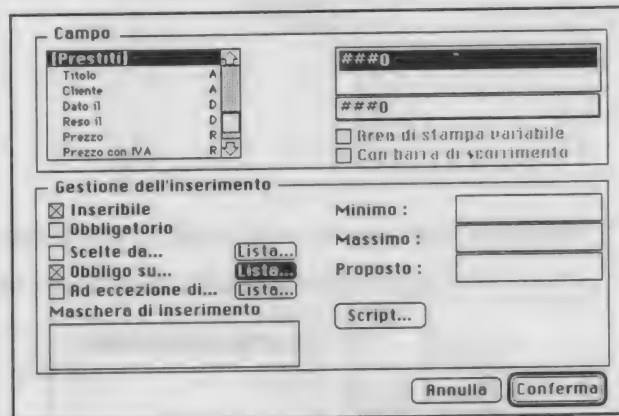 Campo
[Prestiti]
Titolo A
Cliente A
Dato il D
Reso il D
Prezzo R
Prezzo con IVA R
###0
###0
Area di stampa variabile
Con barra di scorrimento
Gestione dell'inserimento
Inseribile
Obbligatorio
Scelte da... Lista...
Obbligo su... Lista...
Ad eccezione di... Lista...
Maschera di inserimento
Minimo :
Massimo :
Proposto :
Script...
Annulla
Conferma